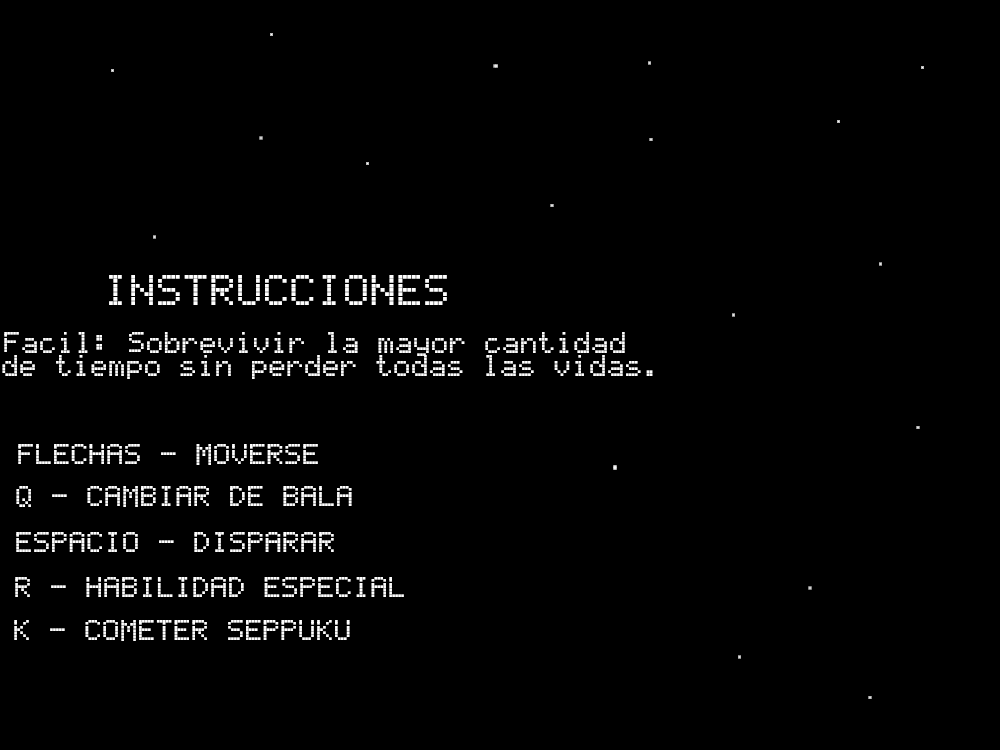 INSTRUCCIONES
Facil: Sobrevivir la mayor cantidad
de tiempo sin perder todas las vidas.
FLECHAS - MOVERSE
Q - CAMBIAR DE BALA
ESPACIO - DISPARAR
R - HABILIDAD ESPECIAL
K - COMETER SEPPUKU